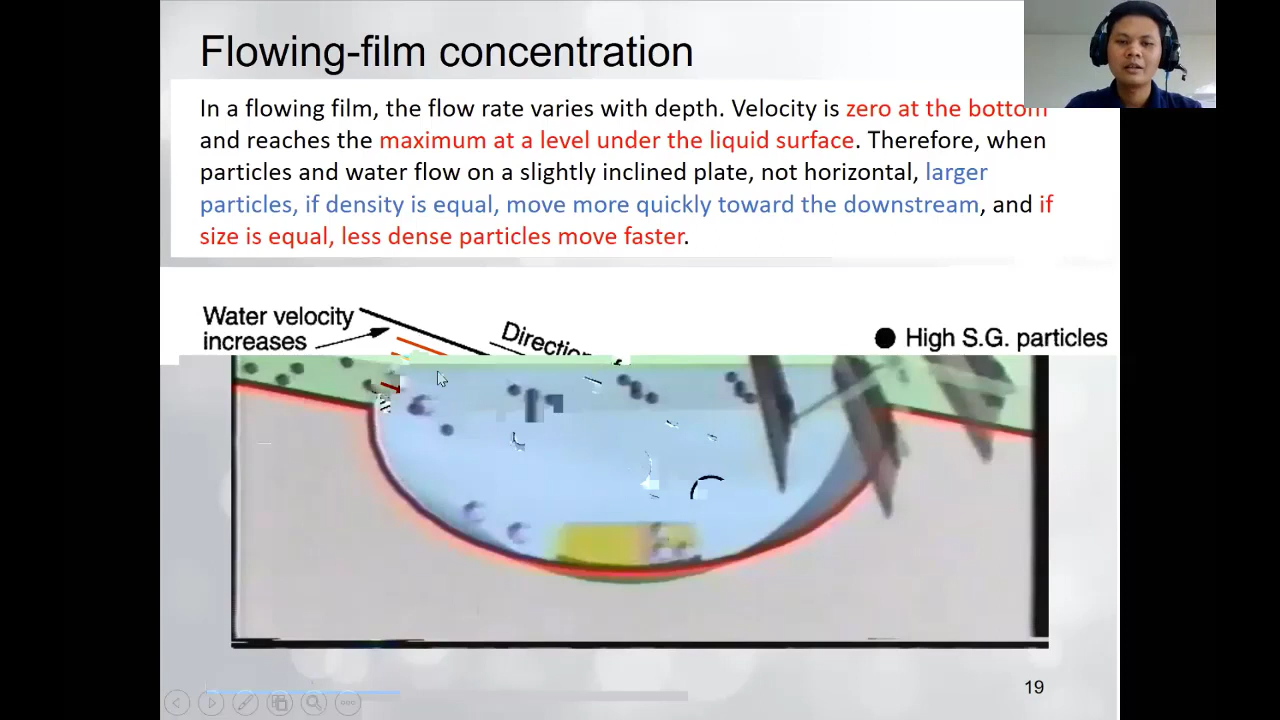 Flowing-film concentration
In a flowing film, the flow rate varies with depth. Velocity is zero at the bottom
and reaches the maximum at a level under the liquid surface. Therefore, when
particles and water flow on a slightly inclined plate, not horizontal, larger
particles, if density is equal, move more quickly toward the downstream, and if
size is equal, less dense particles move faster.
Water velocity
increases
High S.G. particles
19